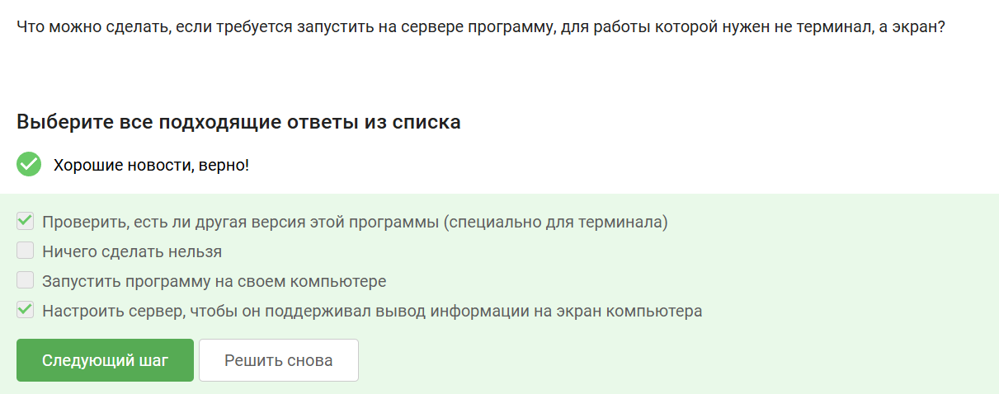 Что можно сделать, если требуется запустить на сервере программу, для работы которой нужен не терминал, а экран?
Выберите все подходящие ответы из списка
Хорошие новости, верно!
Проверить, есть ли другая версия этой программы (специально для терминала)
Ничего сделать нельзя
Запустить программу на своем компьютере
Настроить сервер, чтобы он поддерживал вывод информации на экран компьютера
Следующий шаг
Решить снова